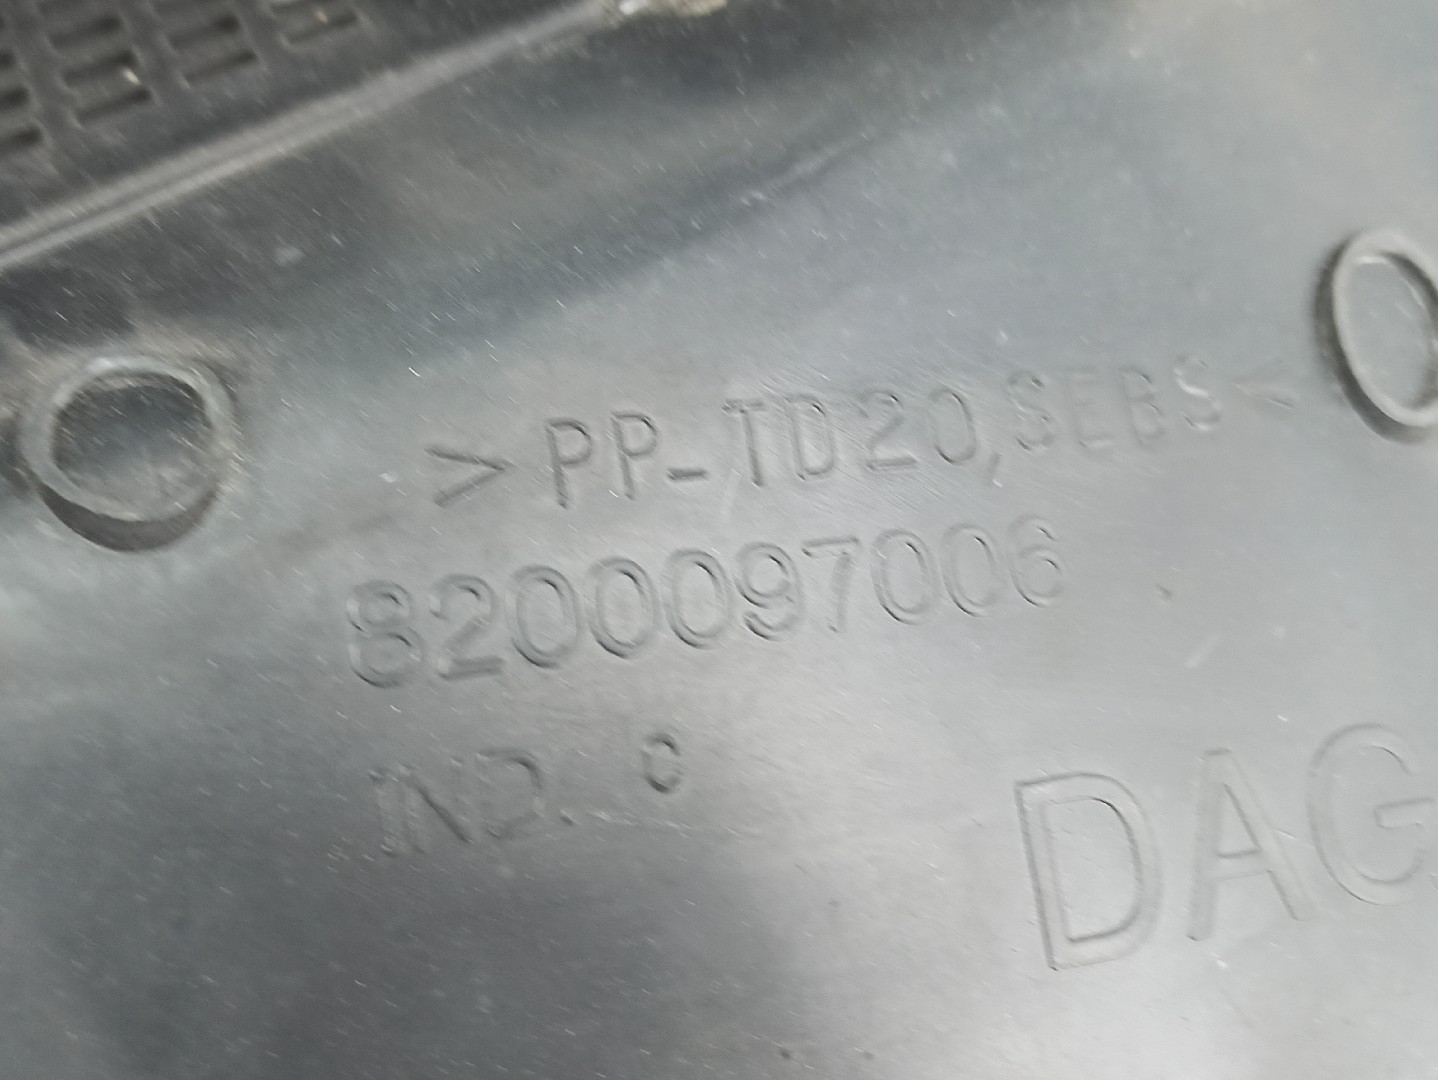 >PP-TD20,SEBS<
8200097006
IND. C
DAG